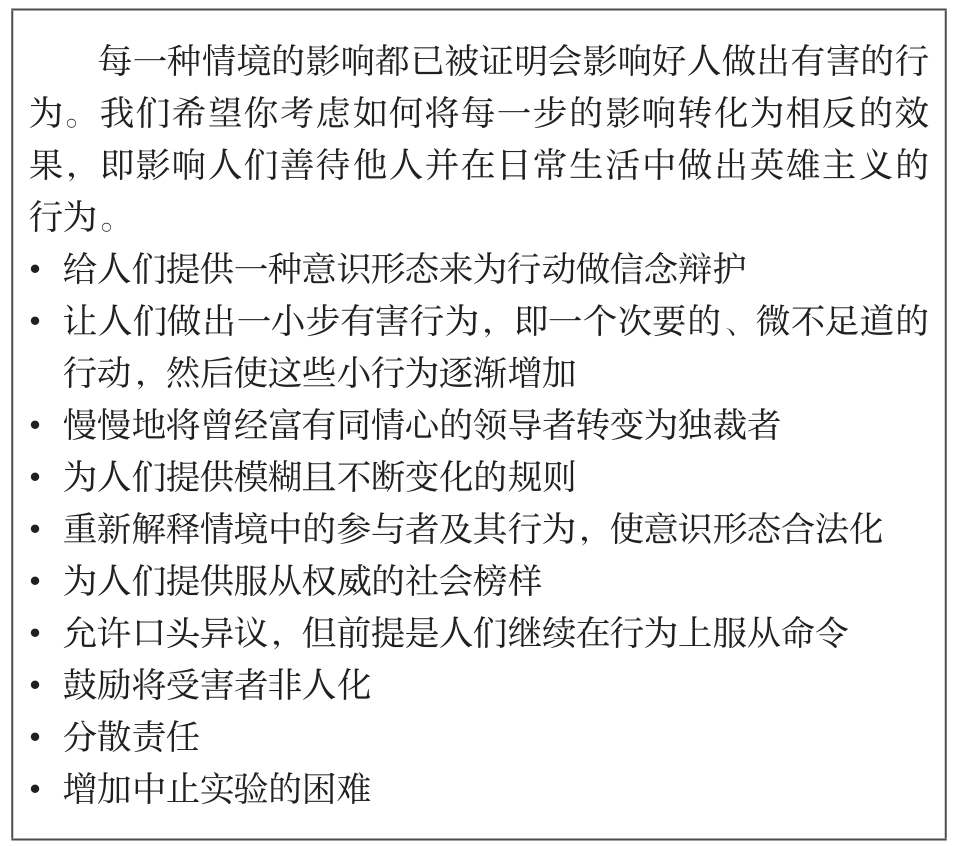 每一种情境的影响都已被证明会影响好人做出有害的行
为。我们希望你考虑如何将每一步的影响转化为相反的效
果，即影响人们善待他人并在日常生活中做出英雄主义的
行为。
• 给人们提供一种意识形态来为行动做信念辩护
• 让人们做出一小步有害行为，即一个次要的、微不足道的
行动，然后使这些小行为逐渐增加
• 慢慢地将曾经富有同情心的领导者转变为独裁者
• 为人们提供模糊且不断变化的规则
• 重新解释情境中的参与者及其行为，使意识形态合法化
• 为人们提供服从权威的社会榜样
• 允许口头异议，但前提是人们继续在行为上服从命令
• 鼓励将受害者非人化
• 分散责任
• 增加中止实验的困难